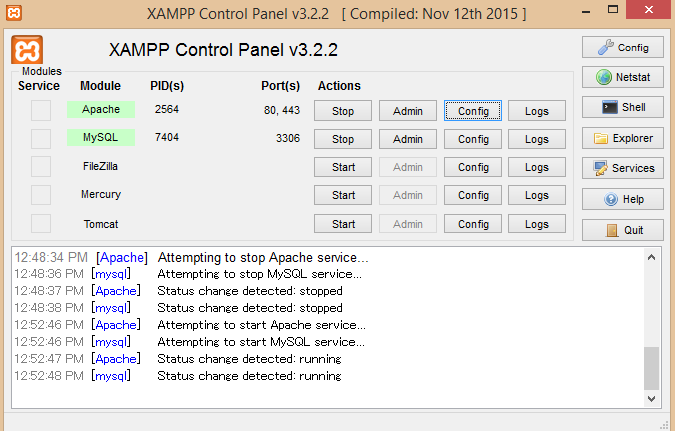 XAMPP Control Panel v3.2.2 [ Compiled: Nov 12th 2015 ]
XAMPP Control Panel v3.2.2
Config
Modules
Service Module PID(s) Port(s) Actions
Netstat
Apache 2564 80, 443 Stop Admin Config Logs
Shell
MySQL 7404 3306 Stop Admin Config Logs
Explorer
FileZilla Start Admin Config Logs
Services
Mercury Start Admin Config Logs
Help
Tomcat Start Admin Config Logs
Quit
12:48:34 PM [Apache] Attempting to stop Apache service...
12:48:36 PM [mysql] Attempting to stop MySQL service...
12:48:37 PM [Apache] Status change detected: stopped
12:48:38 PM [mysql] Status change detected: stopped
12:52:46 PM [Apache] Attempting to start Apache service...
12:52:46 PM [mysql] Attempting to start MySQL service...
12:52:47 PM [Apache] Status change detected: running
12:52:48 PM [mysql] Status change detected: running